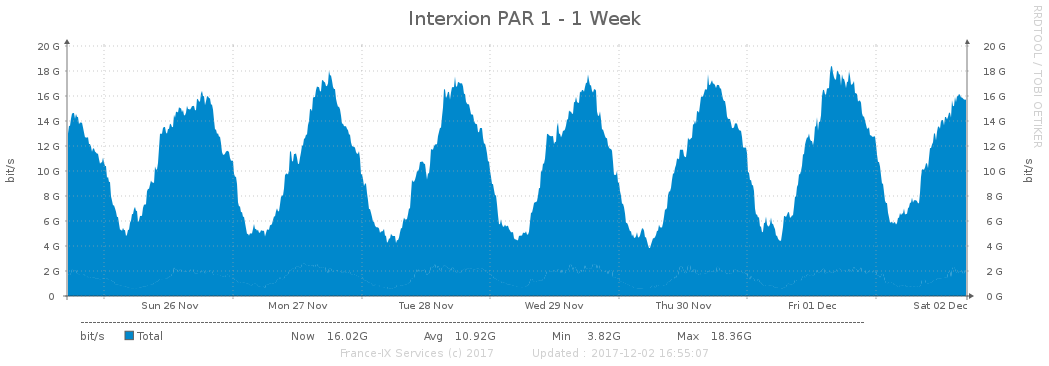 Interxion PAR 1 - 1 Week
RRDTOOL / TOBI OETIKER
20 G 20 G
18 G 18 G
16 G 16 G
14 G 14 G
12 G 12 G
10 G 10 G
8 G 8 G
6 G 6 G
4 G 4 G
2 G 2 G
0 0 G
bit/s bit/s
Sun 26 Nov Mon 27 Nov Tue 28 Nov Wed 29 Nov Thu 30 Nov Fri 01 Dec Sat 02 Dec
bit/s Total Now 16.02G Avg 10.92G Min 3.82G Max 18.36G
France-IX Services (c) 2017 Updated : 2017-12-02 16:55:07